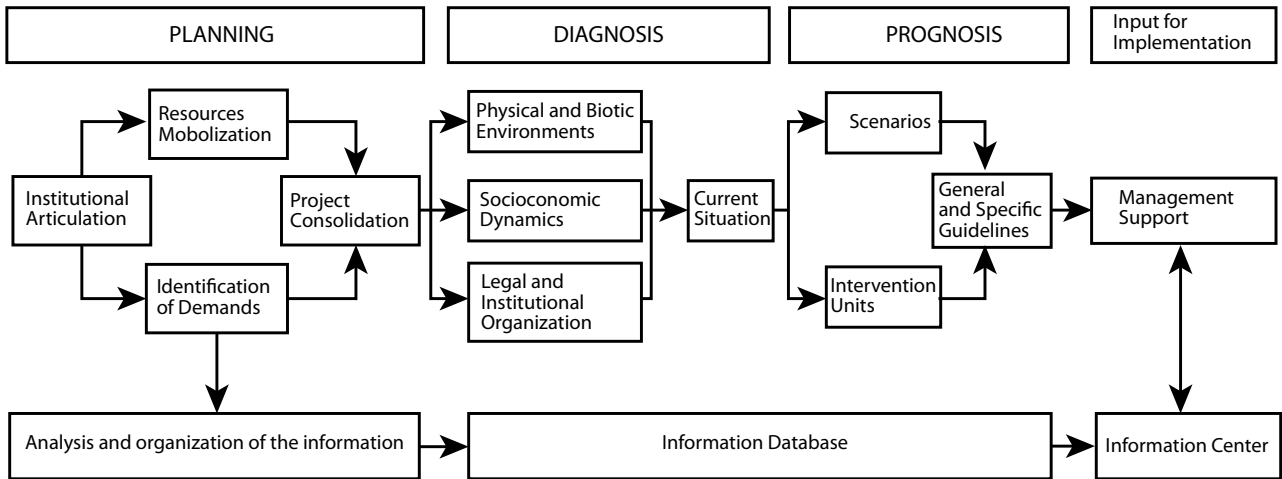 PLANNING
DIAGNOSIS
PROGNOSIS
Input for
Implementation
Resources
Mobolization
Institutional
Articulation
Identification
of Demands
Project
Consolidation
Physical and Biotic
Environments
Socioeconomic
Dynamics
Legal and
Institutional
Organization
Current
Situation
Scenarios
Intervention
Units
General
and Specific
Guidelines
Management
Support
Analysis and organization of the information
Information Database
Information Center